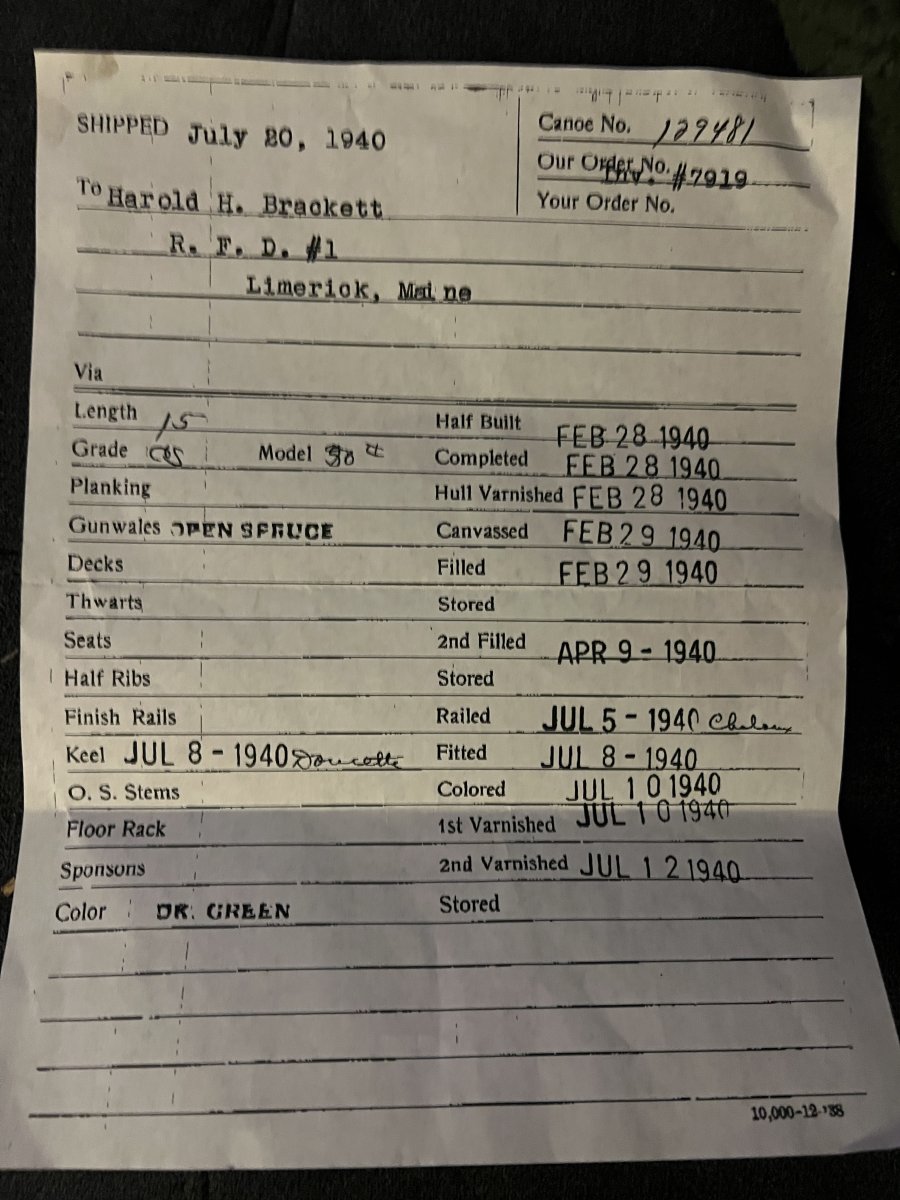 SHIPPED July 20, 1940
Canoe No. 129481
Our Order No. Inv. #7919
Your Order No.
To Harold H. Brackett
R. F. D. #1
Limerick, Maine
Via
Length 15
Half Built FEB 28 1940
Grade CS Model 50
Completed FEB 28 1940
Planking
Hull Varnished FEB 28 1940
Gunwales OPEN SPRUCE
Canvassed FEB 29 1940
Decks
Filled FEB 29 1940
Thwarts
Stored
Seats
2nd Filled APR 9 - 1940
Half Ribs
Stored
Finish Rails
Railed JUL 5 - 1940
Keel JUL 8 - 1940 Doucette
Fitted JUL 8 - 1940
O. S. Stems
Colored JUL 10 1940
Floor Rack
1st Varnished JUL 10 1940
Sponsons
2nd Varnished JUL 12 1940
Color DK. GREEN
Stored
10,000-12-'38